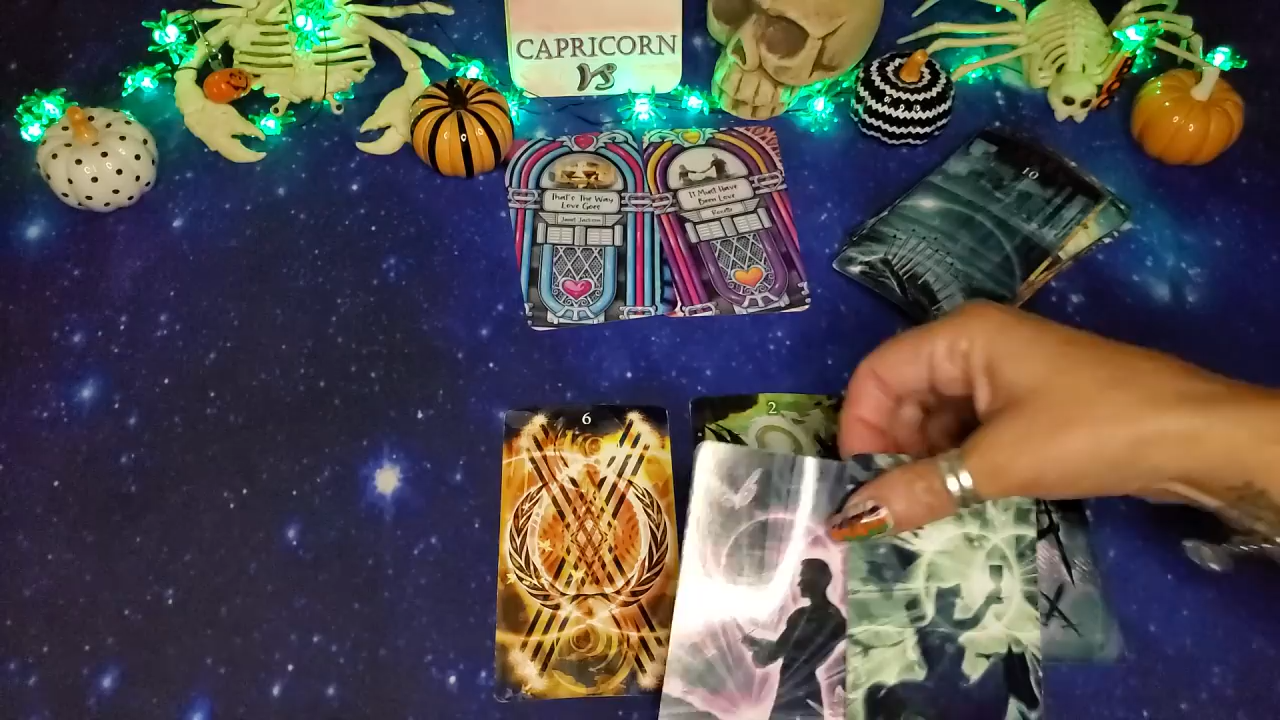 CAPRICORN
That's The Way
Love Goes
Janet Jackson
It Must Have
Been Love
Roxette
10
6
2